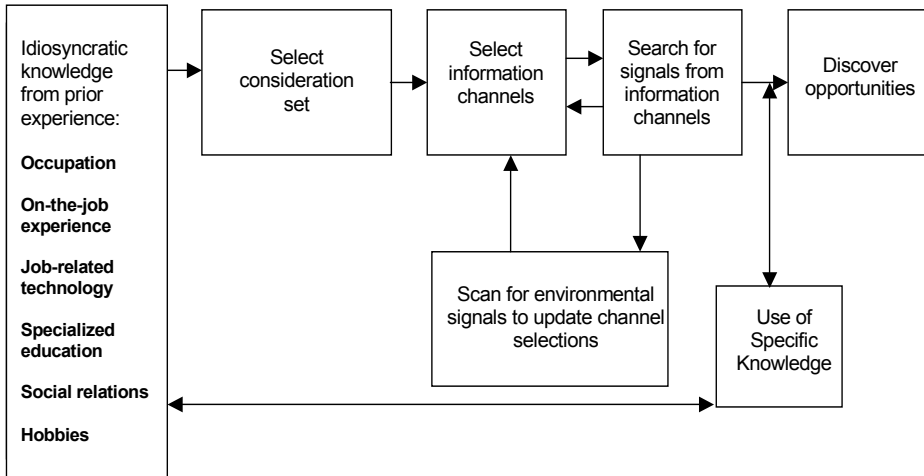 Idiosyncratic
knowledge
from prior
experience:
Occupation
On-the-job
experience
Job-related
technology
Specialized
education
Social relations
Hobbies
Select
consideration
set
Select
information
channels
Search for
signals from
information
channels
Discover
opportunities
Scan for environmental
signals to update channel
selections
Use of
Specific
Knowledge